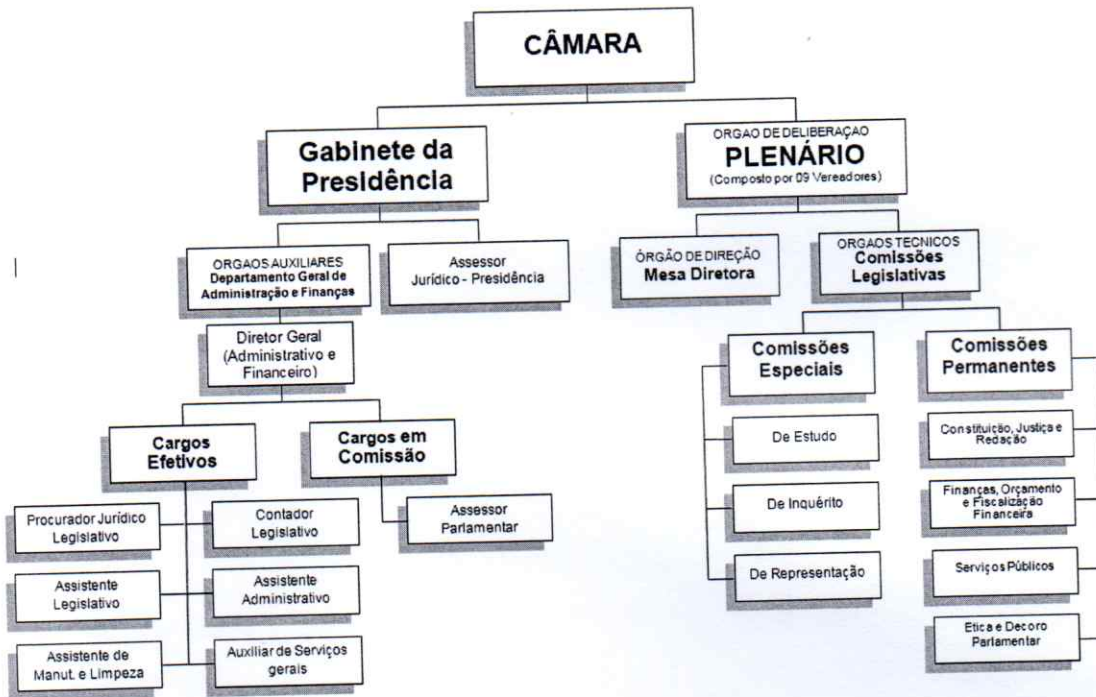 CÂMARA
Gabinete da
Presidência
ORGAO DE DELIBERAÇAO
PLENÁRIO
(Composto por 09 Vereadores)
ORGAOS AUXILIARES
Departamento Geral de
Administração e Finanças
Assessor
Jurídico - Presidência
ÓRGÃO DE DIREÇÃO
Mesa Diretora
ORGAOS TECNICOS
Comissões
Legislativas
Diretor Geral
(Administrativo e
Financeiro)
Cargos
Efetivos
Cargos em
Comissão
Procurador Jurídico
Legislativo
Contador
Legislativo
Assessor
Parlamentar
Assistente
Legislativo
Assistente
Administrativo
Assistente de
Manut. e Limpeza
Auxiliar de Serviços
gerais
Comissões
Especiais
De Estudo
De Inquérito
De Representação
Comissões
Permanentes
Constituição, Justiça e
Redação
Finanças, Orçamento
e Fiscalização
Financeira
Serviços Públicos
Etica e Decoro
Parlamentar